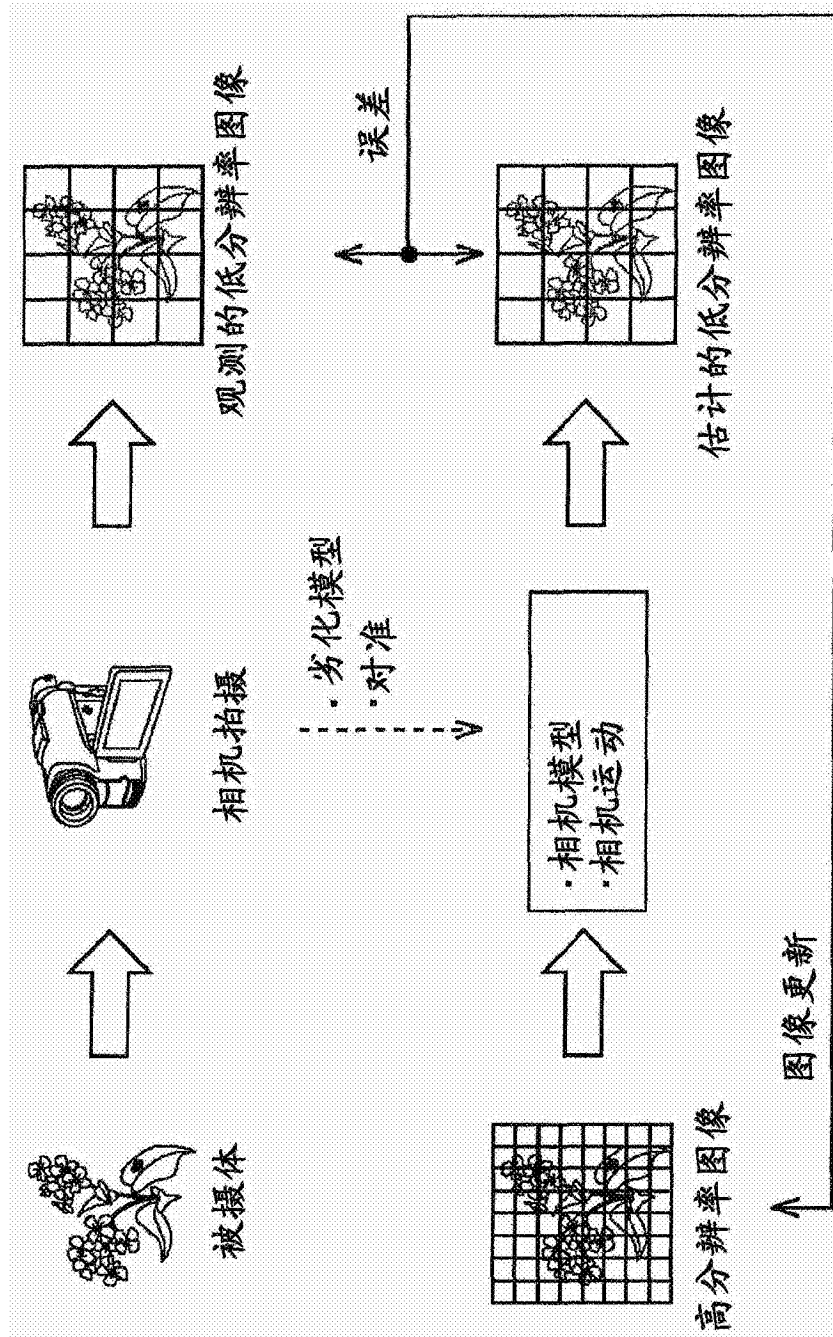 被摄体
相机拍摄
观测的低分辨率图像
·劣化模型
·对准
误差
高分辨率图像
·相机模型
·相机运动
估计的低分辨率图像
图像更新